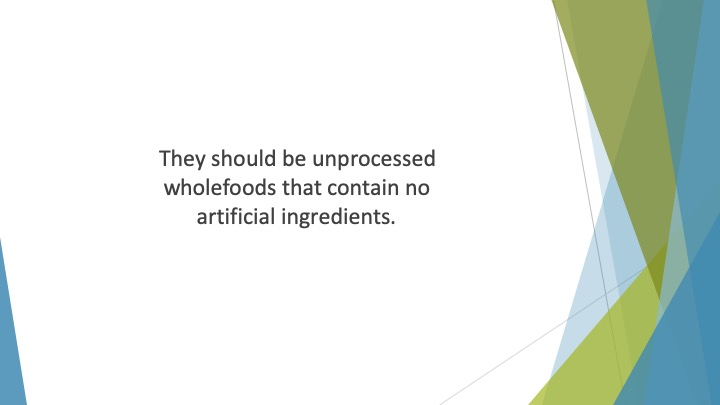 They should be unprocessed
wholefoods that contain no
artificial ingredients.